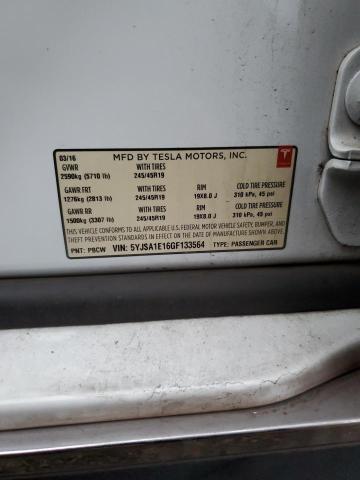 03/16 MFD BY TESLA MOTORS, INC.
GVWR WITH TIRES
2590kg (5710 lb) 245/45R19
GAWR FRT WITH TIRES RIM COLD TIRE PRESSURE
1276kg (2813 lb) 245/45R19 19X8.0 J 310 kPa, 45 psi
GAWR RR WITH TIRES RIM COLD TIRE PRESSURE
1500kg (3307 lb) 245/45R19 19X8.0 J 310 kPa, 45 psi
THIS VEHICLE CONFORMS TO ALL APPLICABLE U.S. FEDERAL MOTOR VEHICLE SAFETY, BUMPER, AND
THEFT PREVENTION STANDARDS IN EFFECT ON THE DATE OF MANUFACTURE SHOWN ABOVE.
PNT: PBCW VIN: 5YJSA1E16GF133564 TYPE: PASSENGER CAR